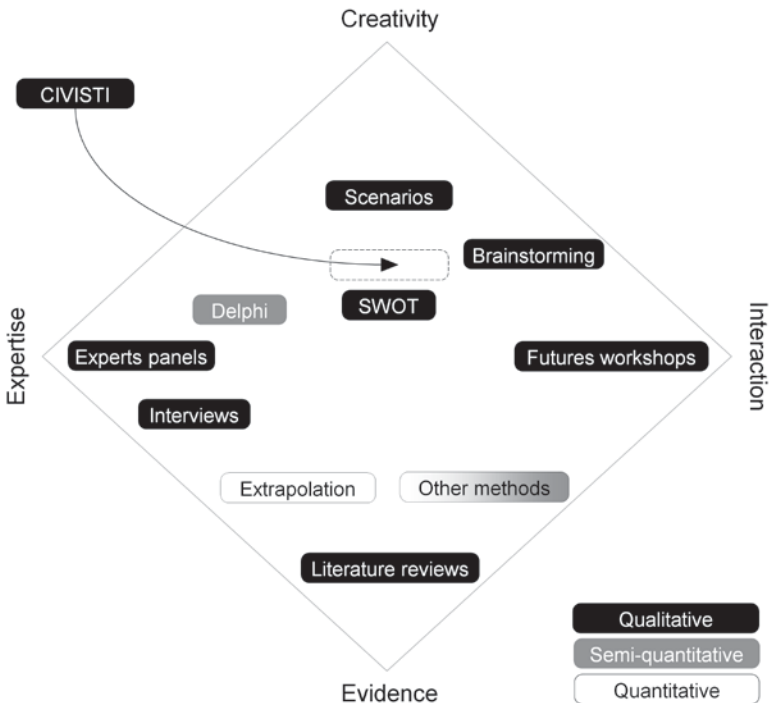 Creativity
CIVISTI
Scenarios
Brainstorming
Delphi
SWOT
Expertise
Interaction
Experts panels
Futures workshops
Interviews
Extrapolation
Other methods
Literature reviews
Qualitative
Semi-quantitative
Quantitative
Evidence